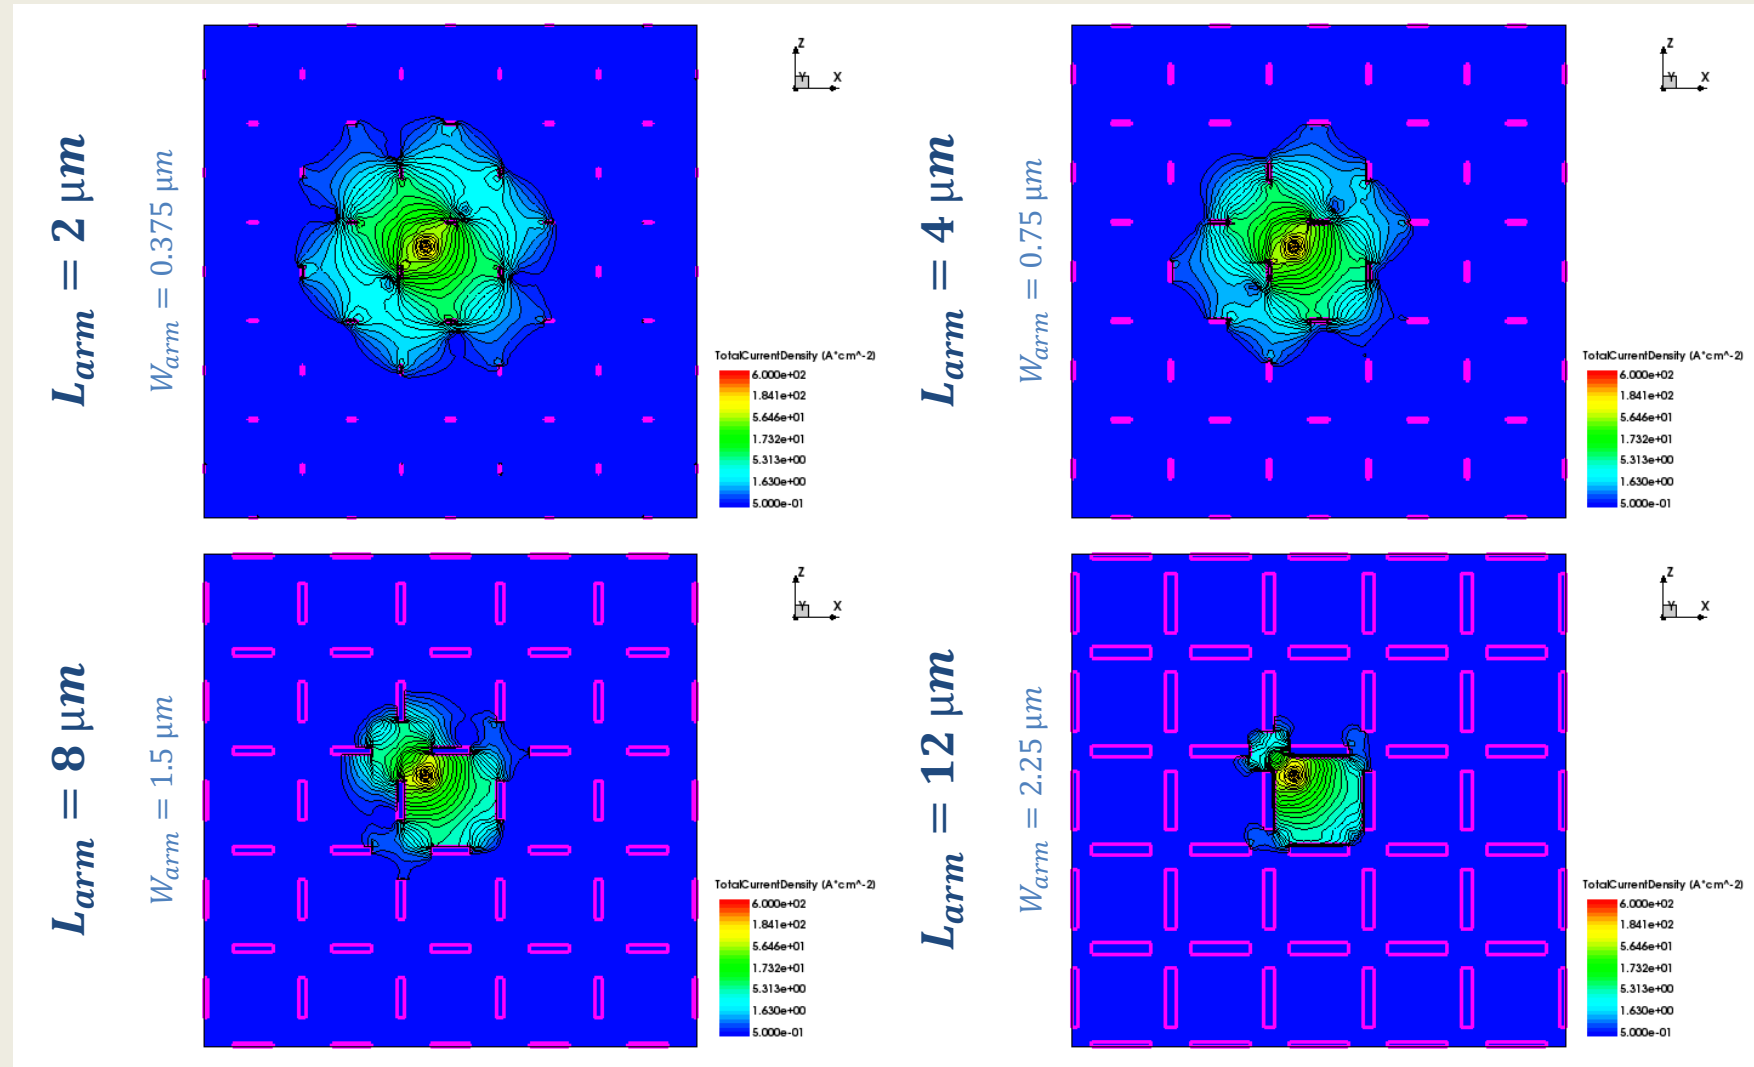 L_arm = 2 μm
W_arm = 0.375 μm
Z
Y
X
TotalCurrentDensity (A*cm^-2)
6.000e+02
1.841e+02
5.646e+01
1.732e+01
5.313e+00
1.630e+00
5.000e-01
L_arm = 4 μm
W_arm = 0.75 μm
Z
Y
X
TotalCurrentDensity (A*cm^-2)
6.000e+02
1.841e+02
5.646e+01
1.732e+01
5.313e+00
1.630e+00
5.000e-01
L_arm = 8 μm
W_arm = 1.5 μm
Z
Y
X
TotalCurrentDensity (A*cm^-2)
6.000e+02
1.841e+02
5.646e+01
1.732e+01
5.313e+00
1.630e+00
5.000e-01
L_arm = 12 μm
W_arm = 2.25 μm
Z
Y
X
TotalCurrentDensity (A*cm^-2)
6.000e+02
1.841e+02
5.646e+01
1.732e+01
5.313e+00
1.630e+00
5.000e-01